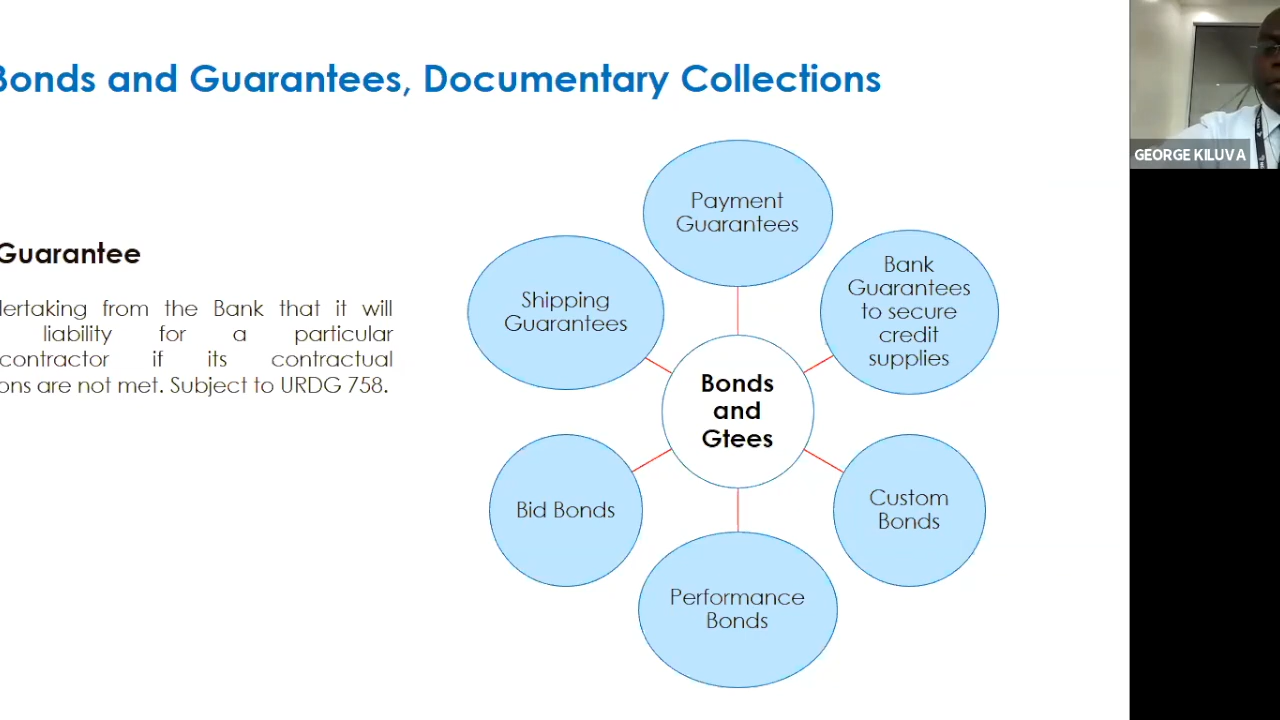 Bonds and Guarantees, Documentary Collections
GEORGE KILUVA
Guarantee
dertaking from the Bank that it will
liability for a particular
contractor if its contractual
ons are not met. Subject to URDG 758.
Payment
Guarantees
Bank
Guarantees
to secure
credit
supplies
Shipping
Guarantees
Bonds
and
Gtees
Bid Bonds
Custom
Bonds
Performance
Bonds